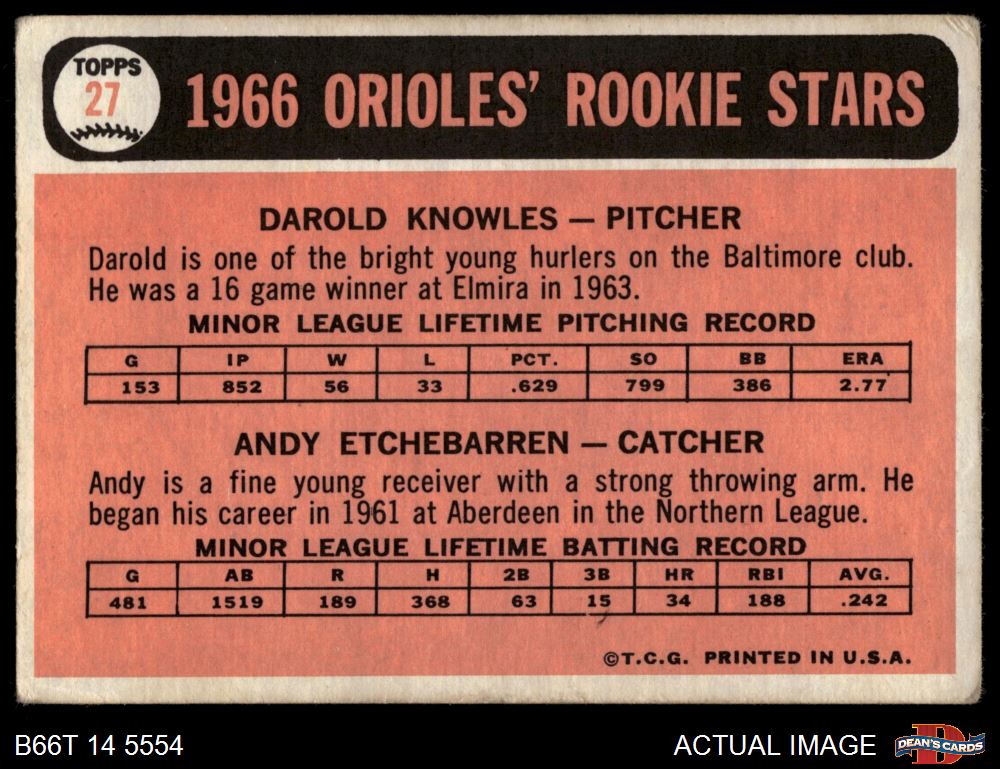 TOPPS
27
1966 ORIOLES' ROOKIE STARS
DAROLD KNOWLES — PITCHER
Darold is one of the bright young hurlers on the Baltimore club.
He was a 16 game winner at Elmira in 1963.
MINOR LEAGUE LIFETIME PITCHING RECORD
G IP W L PCT. SO BB ERA
153 852 56 33 .629 799 386 2.77
ANDY ETCHEBARREN — CATCHER
Andy is a fine young receiver with a strong throwing arm. He
began his career in 1961 at Aberdeen in the Northern League.
MINOR LEAGUE LIFETIME BATTING RECORD
G AB R H 2B 3B HR RBI AVG.
481 1519 189 368 63 15 34 188 .242
©T.C.G. PRINTED IN U.S.A.
B66T 14 5554
ACTUAL IMAGE
D
DEAN'S CARDS